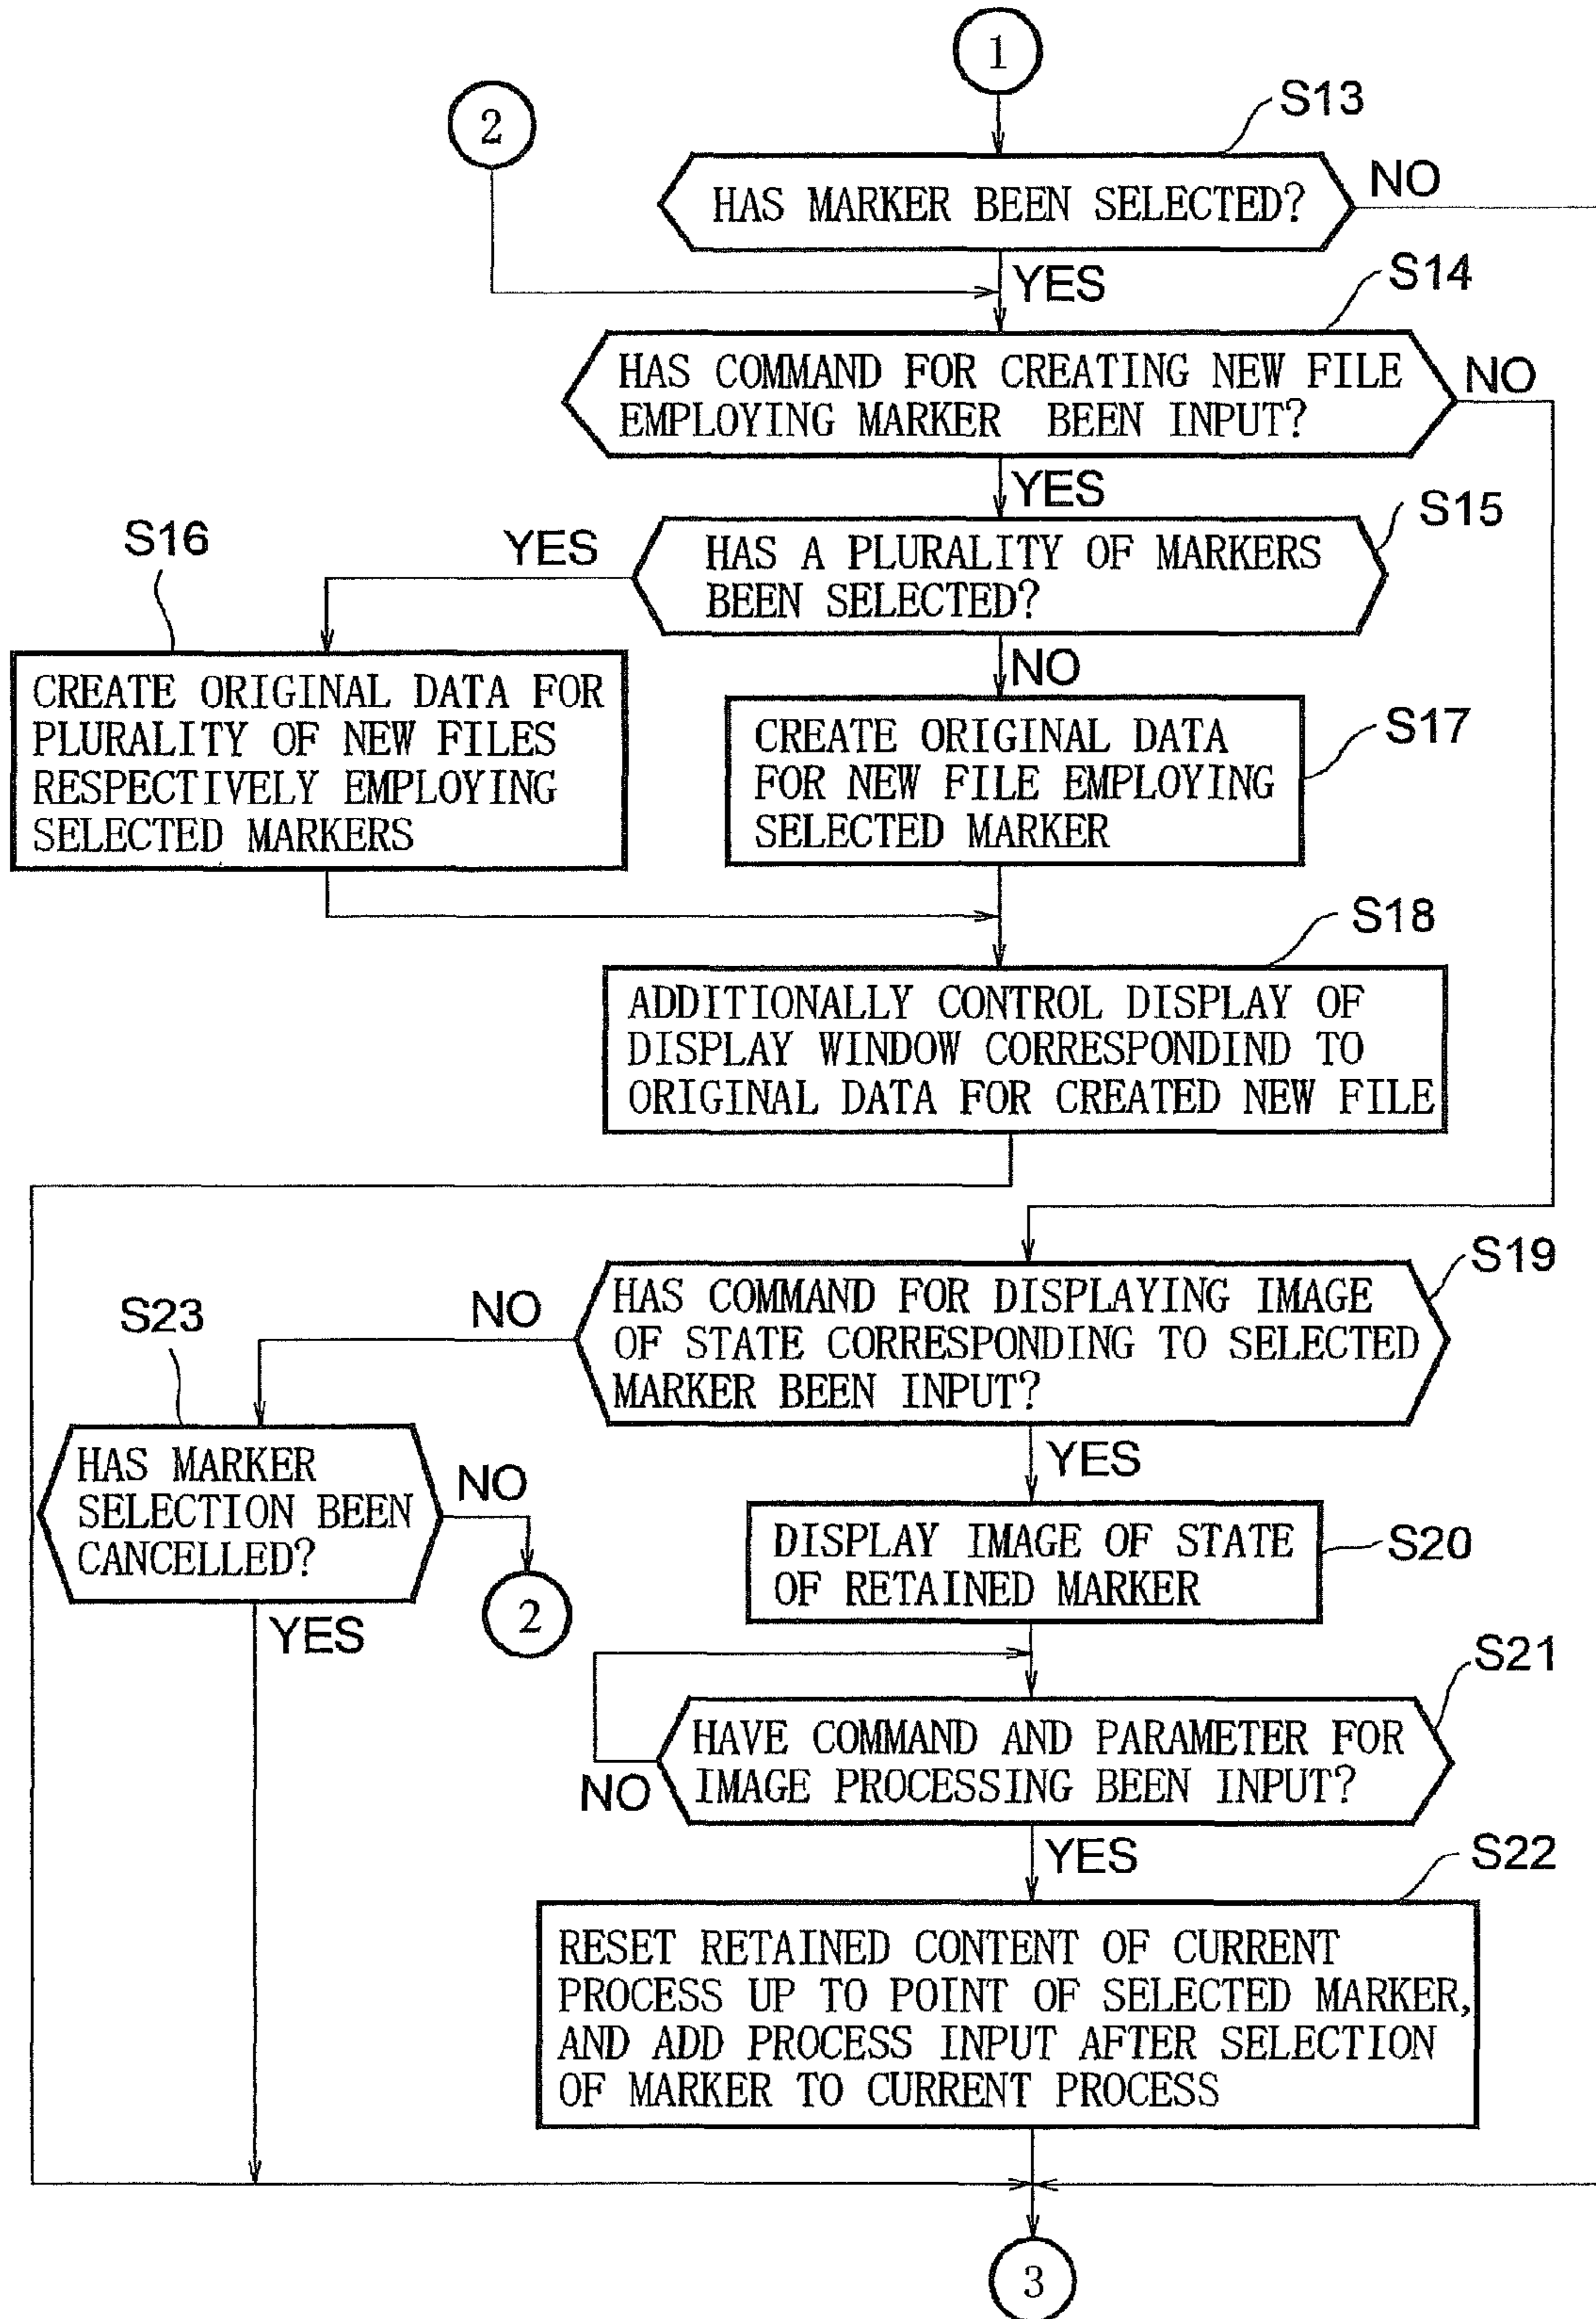 1
S13
2
HAS MARKER BEEN SELECTED?
NO
YES
S14
HAS COMMAND FOR CREATING NEW FILE
EMPLOYING MARKER BEEN INPUT?
NO
YES
S15
HAS A PLURALITY OF MARKERS
BEEN SELECTED?
YES
S16
NO
CREATE ORIGINAL DATA FOR
PLURALITY OF NEW FILES
RESPECTIVELY EMPLOYING
SELECTED MARKERS
S17
CREATE ORIGINAL DATA
FOR NEW FILE EMPLOYING
SELECTED MARKER
S18
ADDITIONALLY CONTROL DISPLAY OF
DISPLAY WINDOW CORRESPONDIND TO
ORIGINAL DATA FOR CREATED NEW FILE
S19
HAS COMMAND FOR DISPLAYING IMAGE
OF STATE CORRESPONDING TO SELECTED
MARKER BEEN INPUT?
NO
S23
HAS MARKER
SELECTION BEEN
CANCELLED?
NO
2
YES
YES
S20
DISPLAY IMAGE OF STATE
OF RETAINED MARKER
S21
HAVE COMMAND AND PARAMETER FOR
IMAGE PROCESSING BEEN INPUT?
NO
YES
S22
RESET RETAINED CONTENT OF CURRENT
PROCESS UP TO POINT OF SELECTED MARKER,
AND ADD PROCESS INPUT AFTER SELECTION
OF MARKER TO CURRENT PROCESS
3